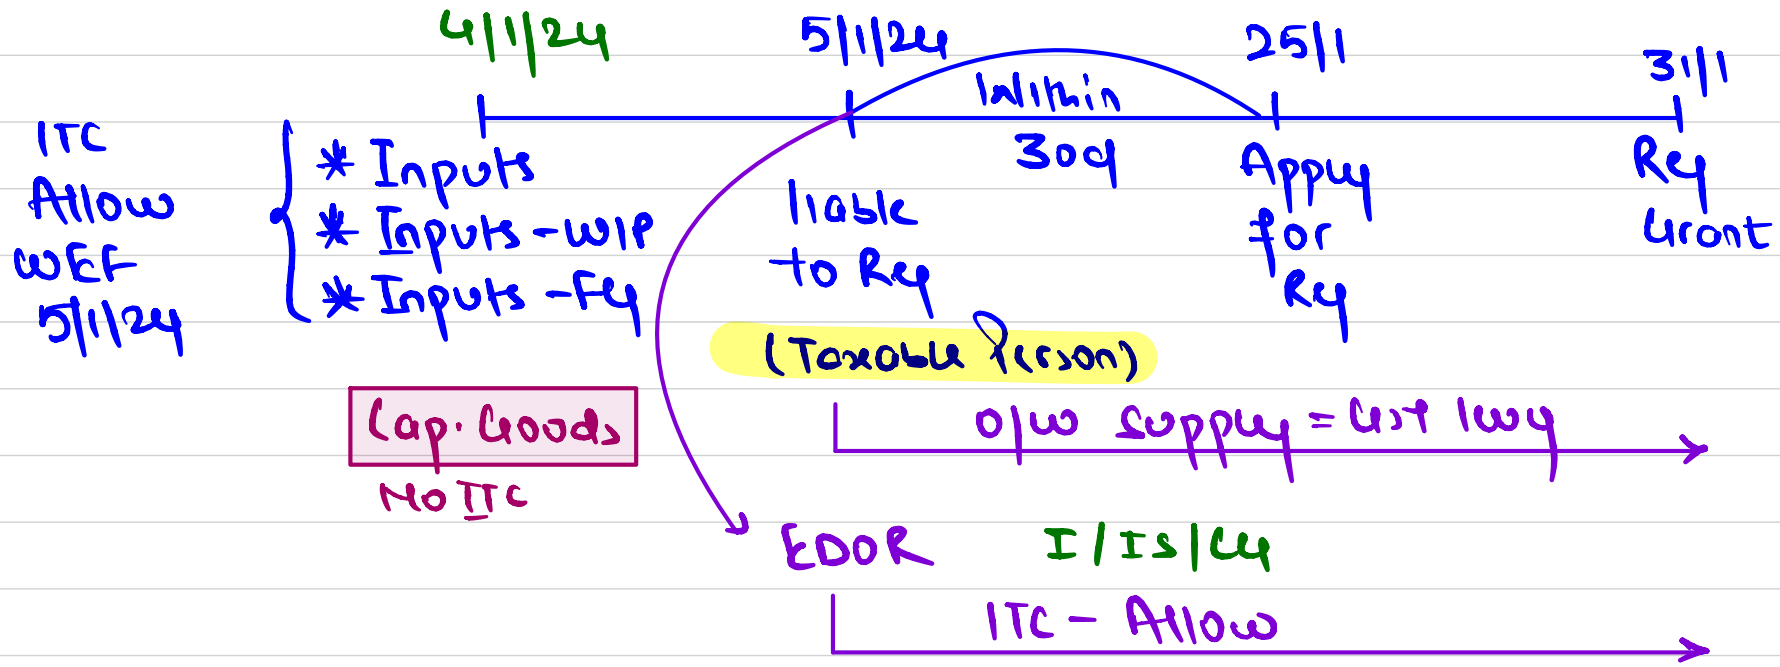 4/1/24 5/1/24 25/1 31/1
Within
30d
ITC
Allow
WEF
5/1/24
* Inputs
* Inputs - WIP
* Inputs - FG
liable
to Reg
(Taxable Person)
Apply
for
Reg
Reg
Grant
Cap. Goods
No ITC
O/W Supply = GST levy
EDOR I/IS/CG
ITC - Allow